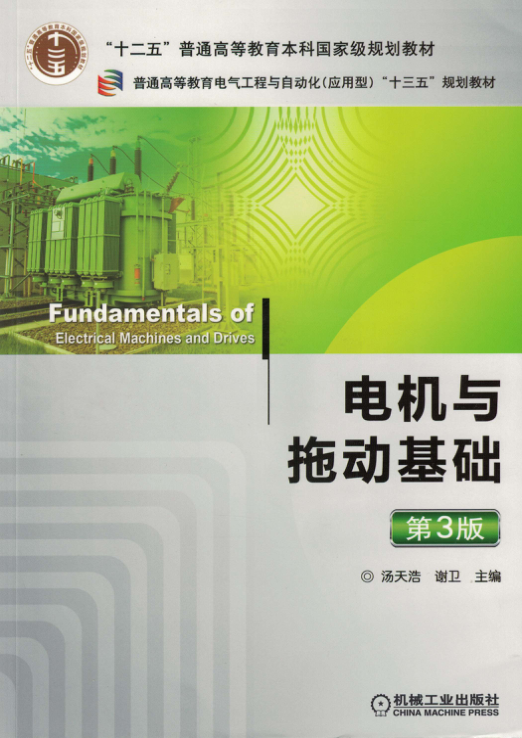 十二五
“十二五”普通高等教育本科国家级规划教材
普通高等教育电气工程与自动化(应用型)“十三五”规划教材
Fundamentals of
Electrical Machines and Drives
电机与
拖动基础
第3版
◎ 汤天浩 谢卫 主编
机械工业出版社
CHINA MACHINE PRESS